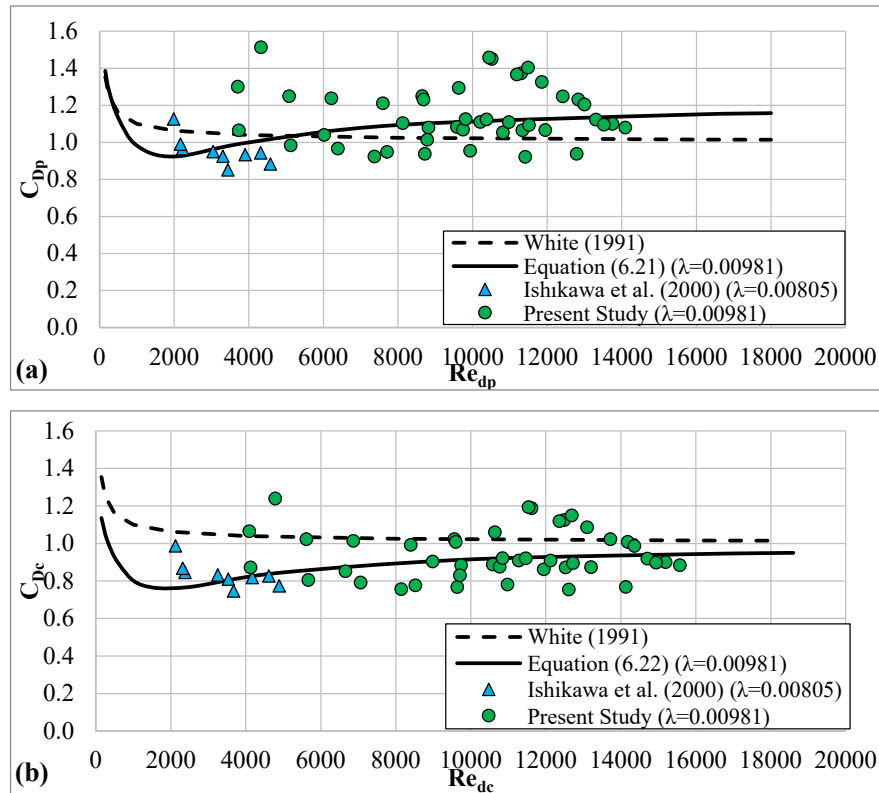 1.6
1.4
1.2
1.0
0.8
0.6
0.4
0.2
0.0
C_Dp
White (1991)
Equation (6.21) (λ=0.00981)
Ishikawa et al. (2000) (λ=0.00805)
Present Study (λ=0.00981)
0 2000 4000 6000 8000 10000 12000 14000 16000 18000 20000
(a) Re_dp
1.6
1.4
1.2
1.0
0.8
0.6
0.4
0.2
0.0
C_Dc
White (1991)
Equation (6.22) (λ=0.00981)
Ishikawa et al. (2000) (λ=0.00805)
Present Study (λ=0.00981)
0 2000 4000 6000 8000 10000 12000 14000 16000 18000 20000
(b) Re_dc